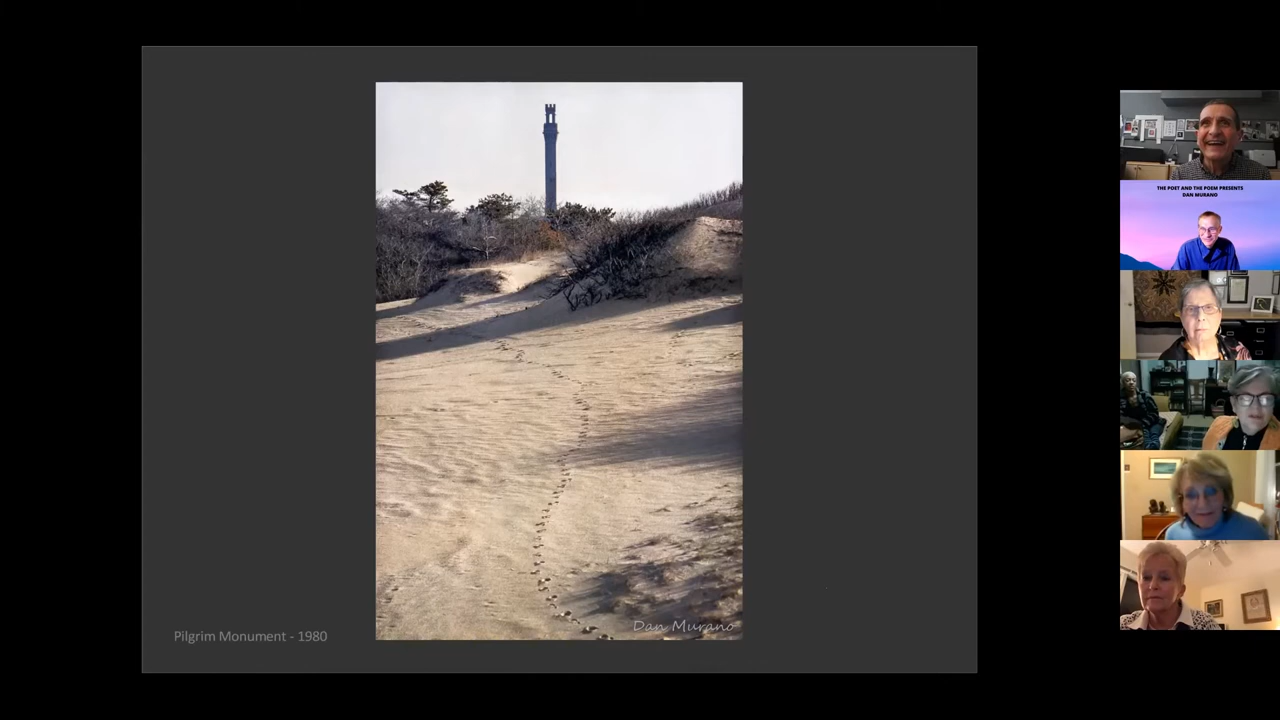 THE POET AND THE POEM PRESENTS
DAN MURANO
Pilgrim Monument - 1980
Dan Murano